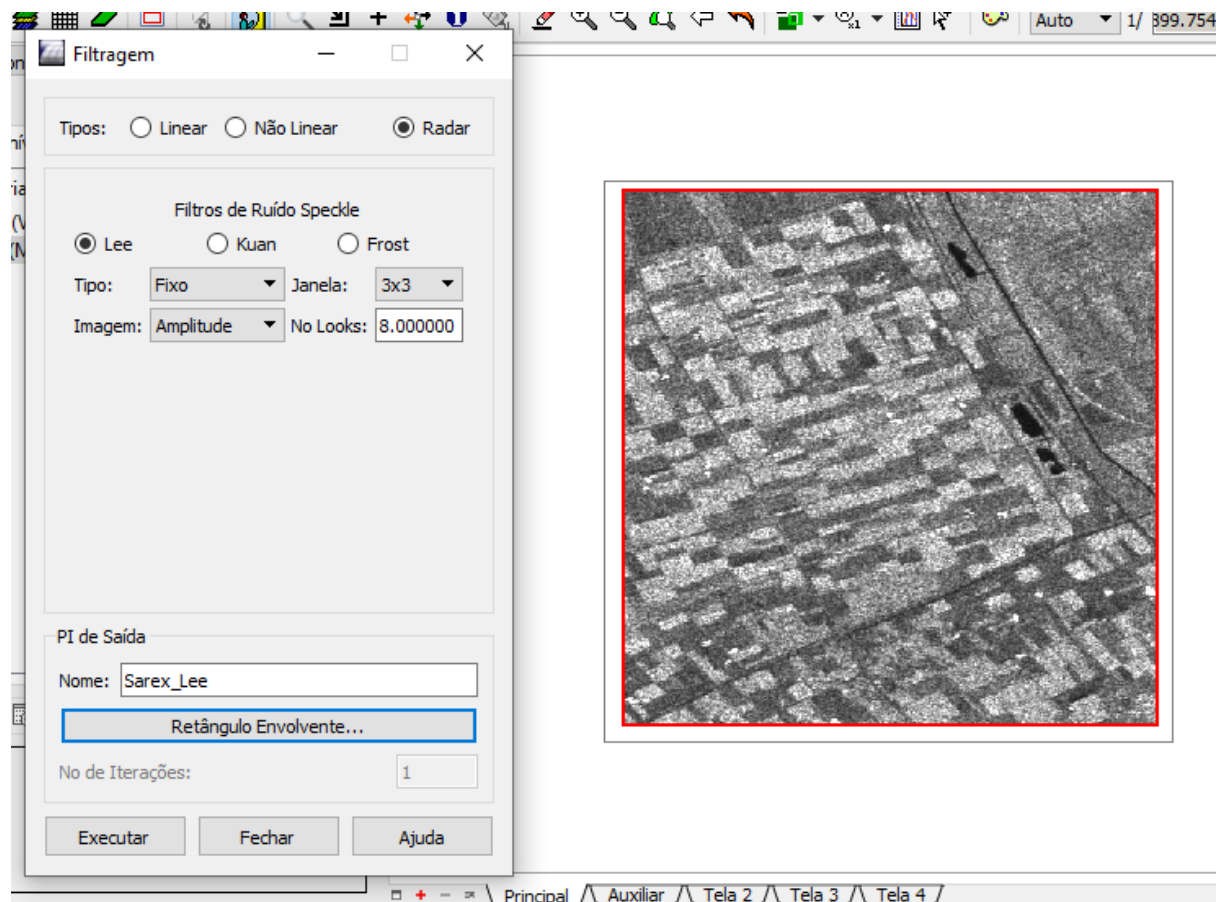 Auto 1/ 399.754
Filtragem
Tipos: Linear Não Linear Radar
Filtros de Ruído Speckle
Lee Kuan Frost
Tipo: Fixo Janela: 3x3
Imagem: Amplitude No Looks: 8.000000
PI de Saída
Nome: Sarex_Lee
Retângulo Envolvente...
No de Iterações: 1
Executar Fechar Ajuda
Principal Auxiliar Tela 2 Tela 3 Tela 4